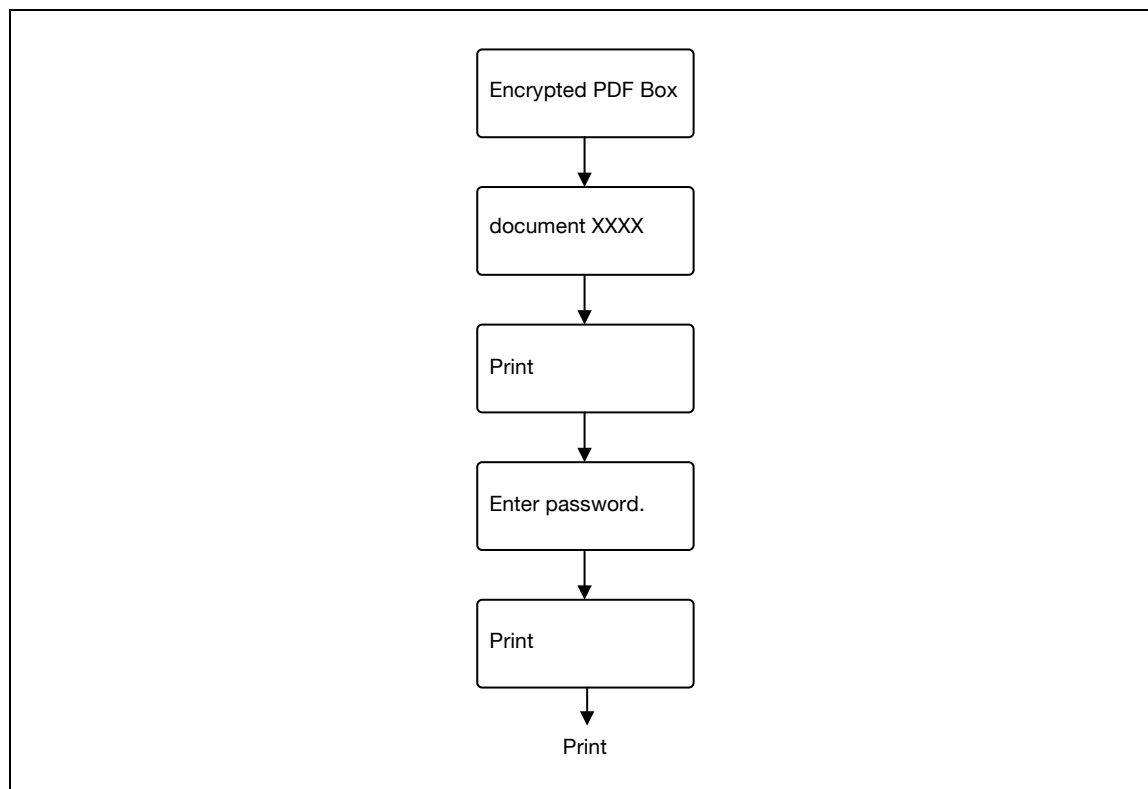 Encrypted PDF Box
document XXXX
Print
Enter password.
Print
Print